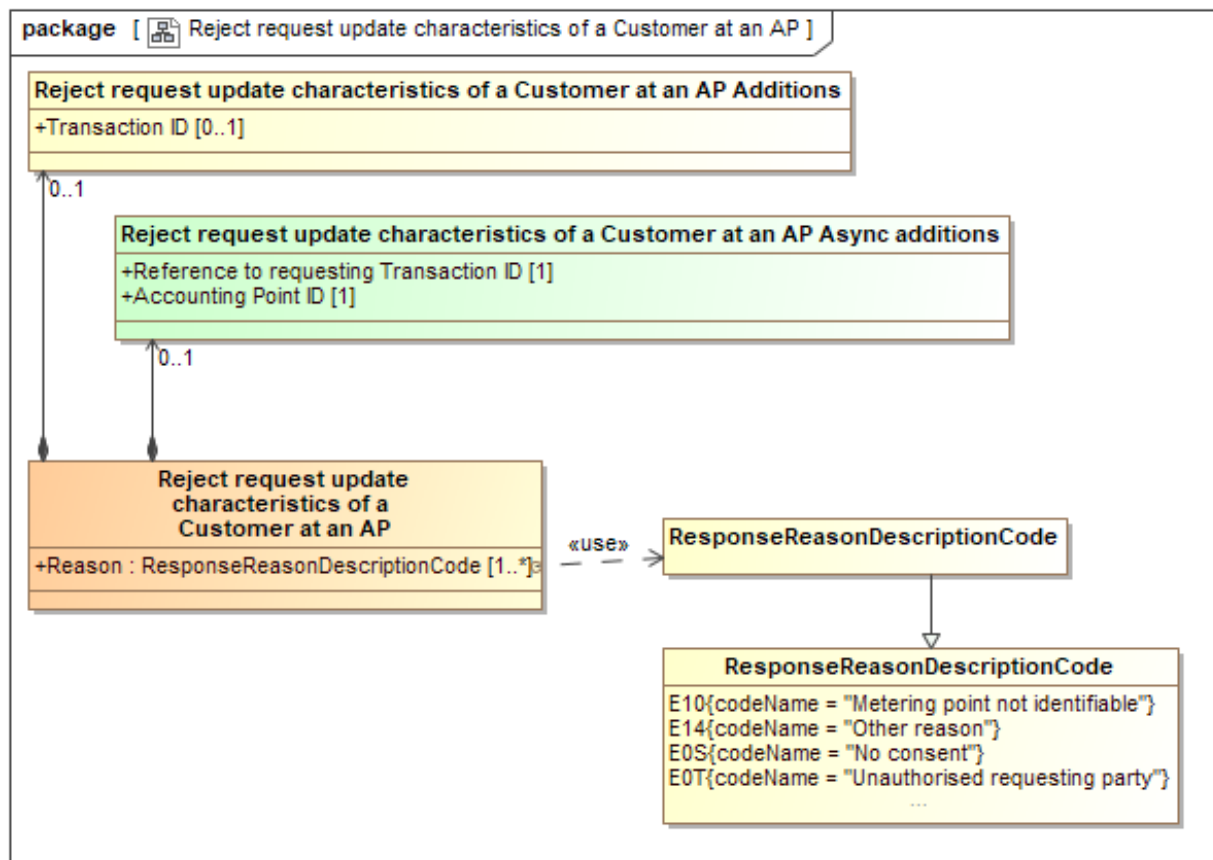 package [ Reject request update characteristics of a Customer at an AP ]
Reject request update characteristics of a Customer at an AP Additions
+Transaction ID [0..1]
0..1
Reject request update characteristics of a Customer at an AP Async additions
+Reference to requesting Transaction ID [1]
+Accounting Point ID [1]
0..1
Reject request update
characteristics of a
Customer at an AP
+Reason : ResponseReasonDescriptionCode [1..*]
«use»
ResponseReasonDescriptionCode
ResponseReasonDescriptionCode
E10{codeName = "Metering point not identifiable"}
E14{codeName = "Other reason"}
E0S{codeName = "No consent"}
E0T{codeName = "Unauthorised requesting party"}
...